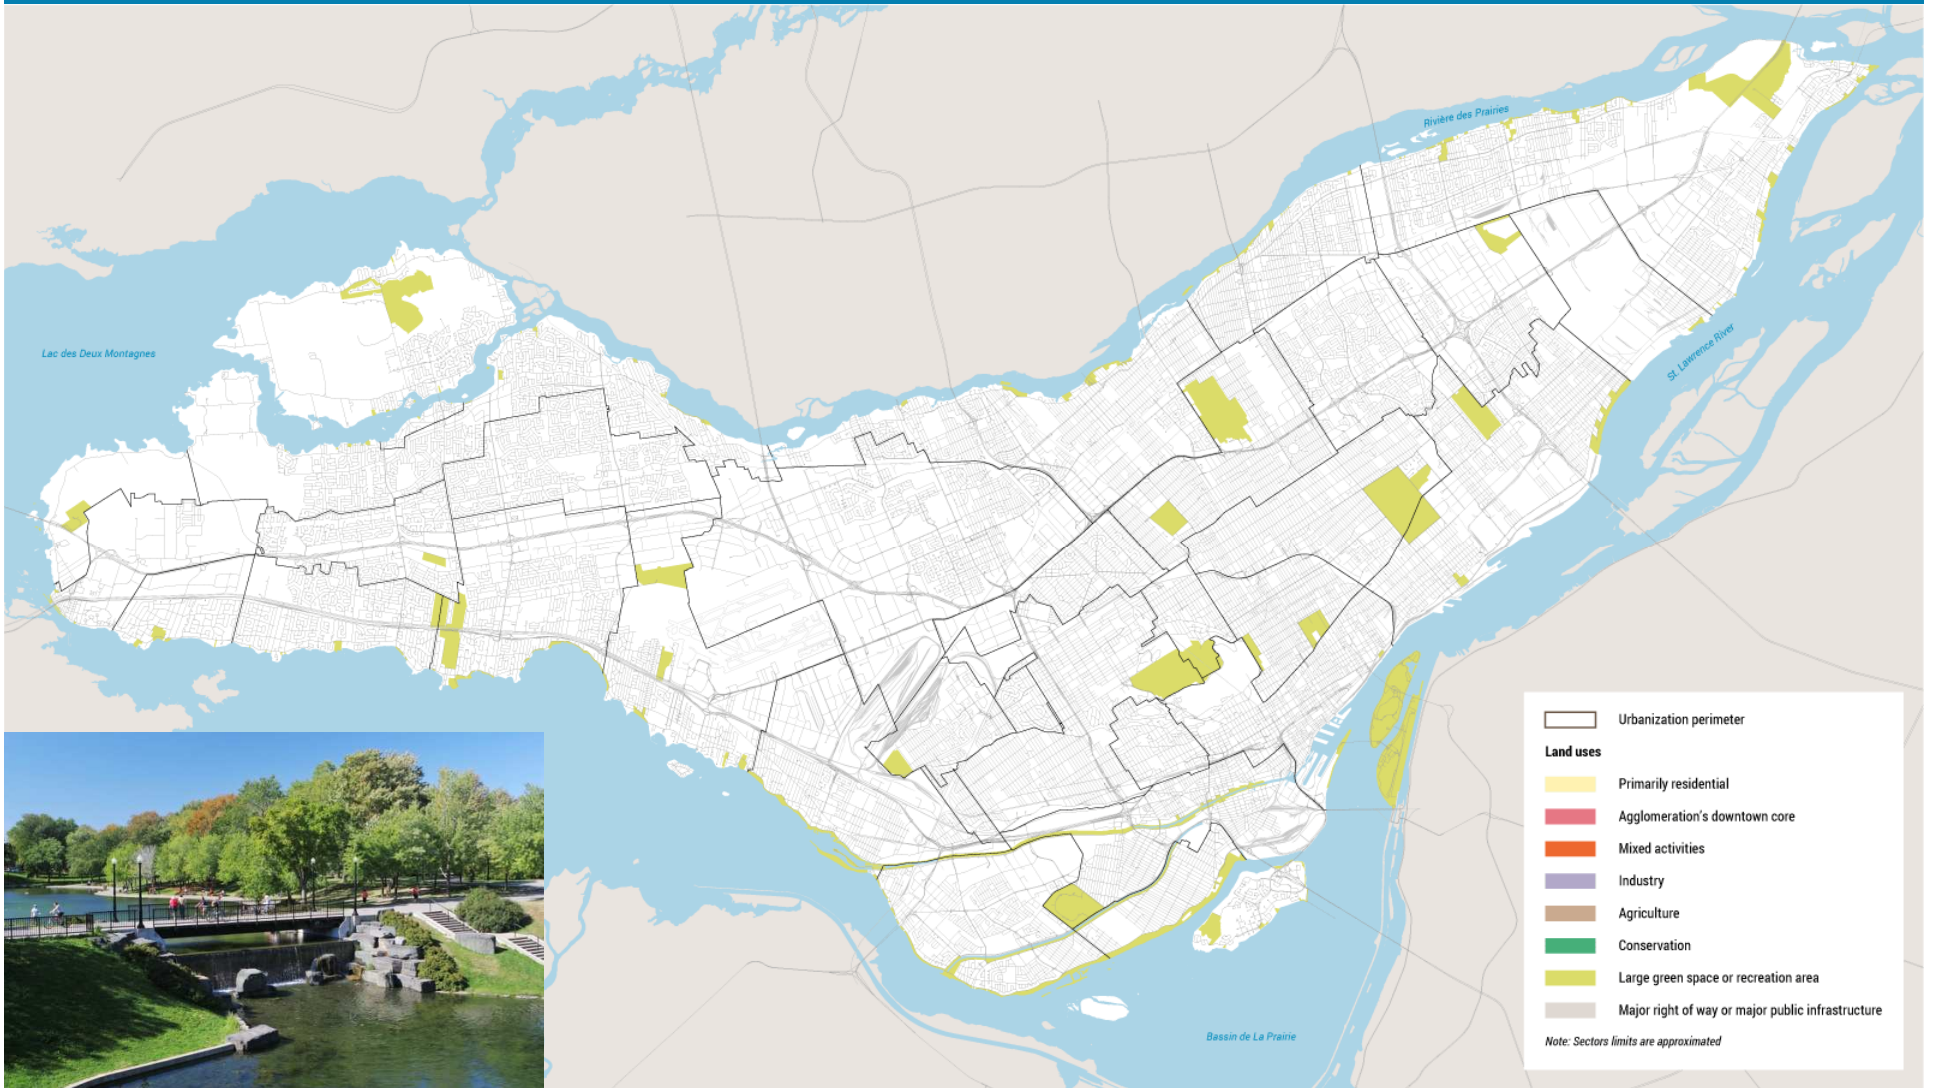 Rivière des Prairies
Lac des Deux Montagnes
St. Lawrence River
Bassin de La Prairie
Urbanization perimeter
Land uses
Primarily residential
Agglomeration's downtown core
Mixed activities
Industry
Agriculture
Conservation
Large green space or recreation area
Major right of way or major public infrastructure
Note: Sectors limits are approximated